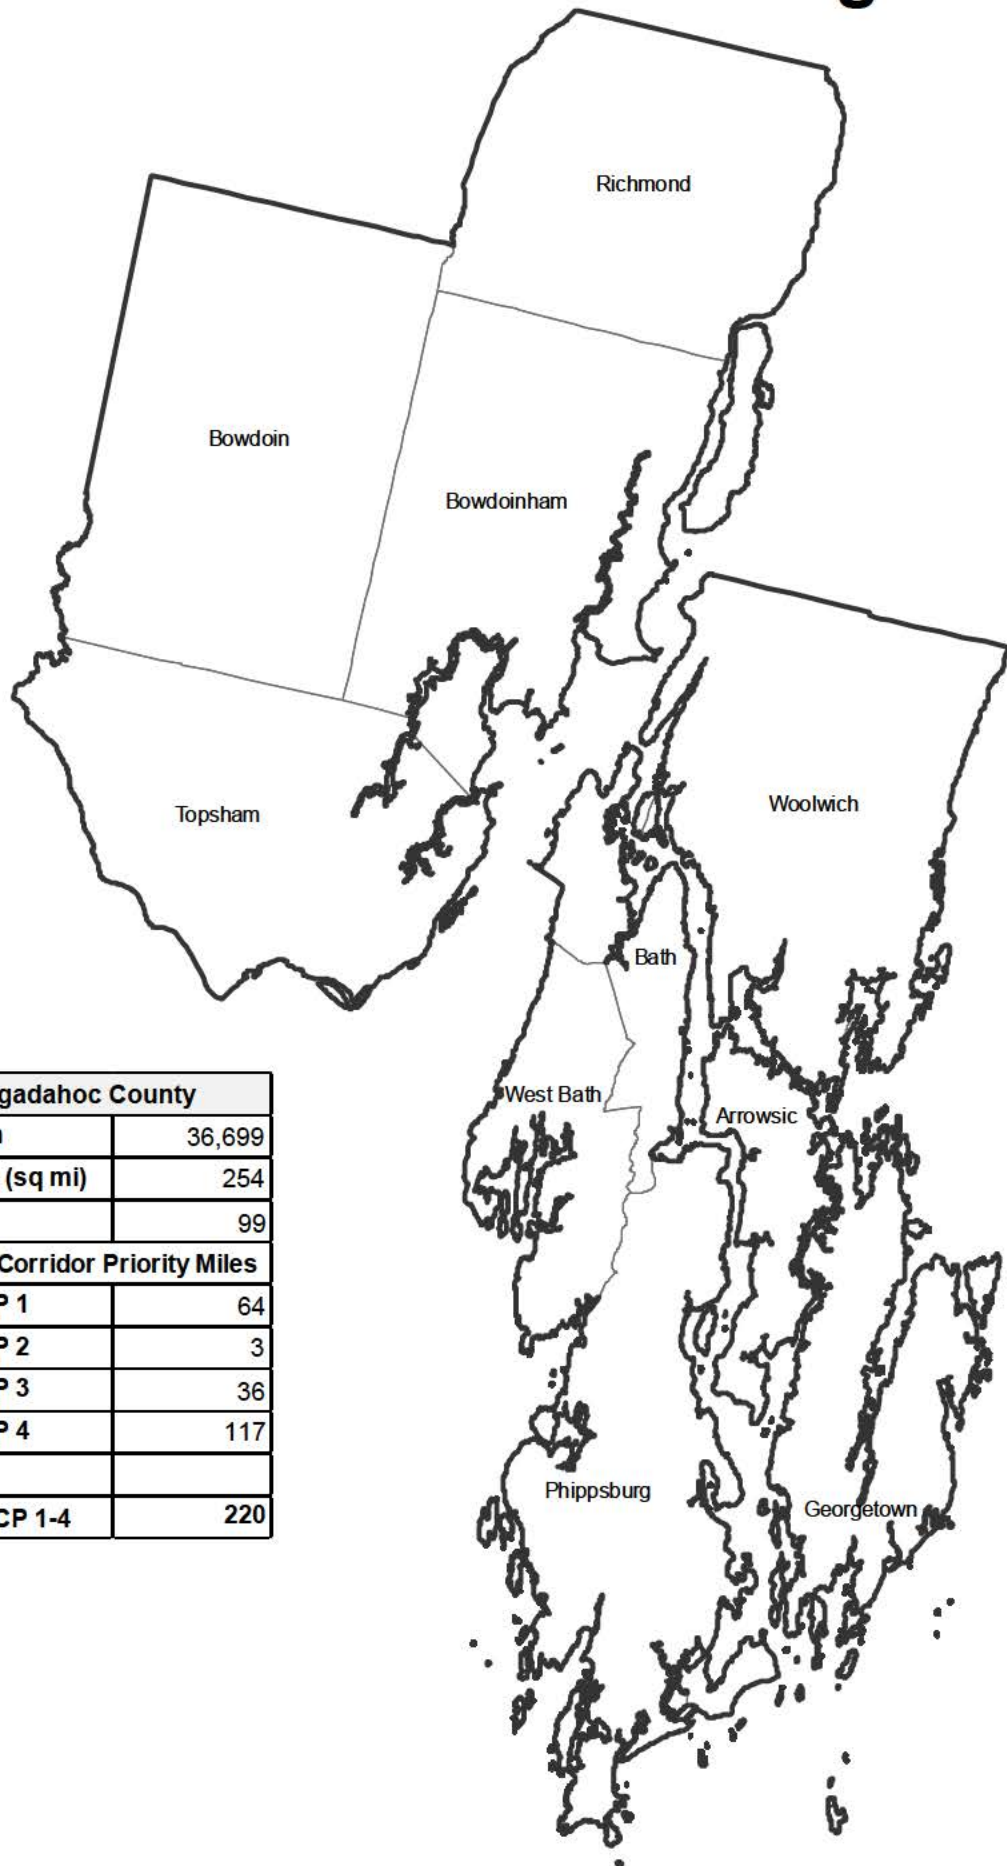 g
Richmond
Bowdoin
Bowdoinham
Topsham
Woolwich
Bath
West Bath
Arrowsic
Phippsburg
Georgetown
gadahoc County
36,699
(sq mi) 254
99
Corridor Priority Miles
P 1 64
P 2 3
P 3 36
P 4 117
CP 1-4 220